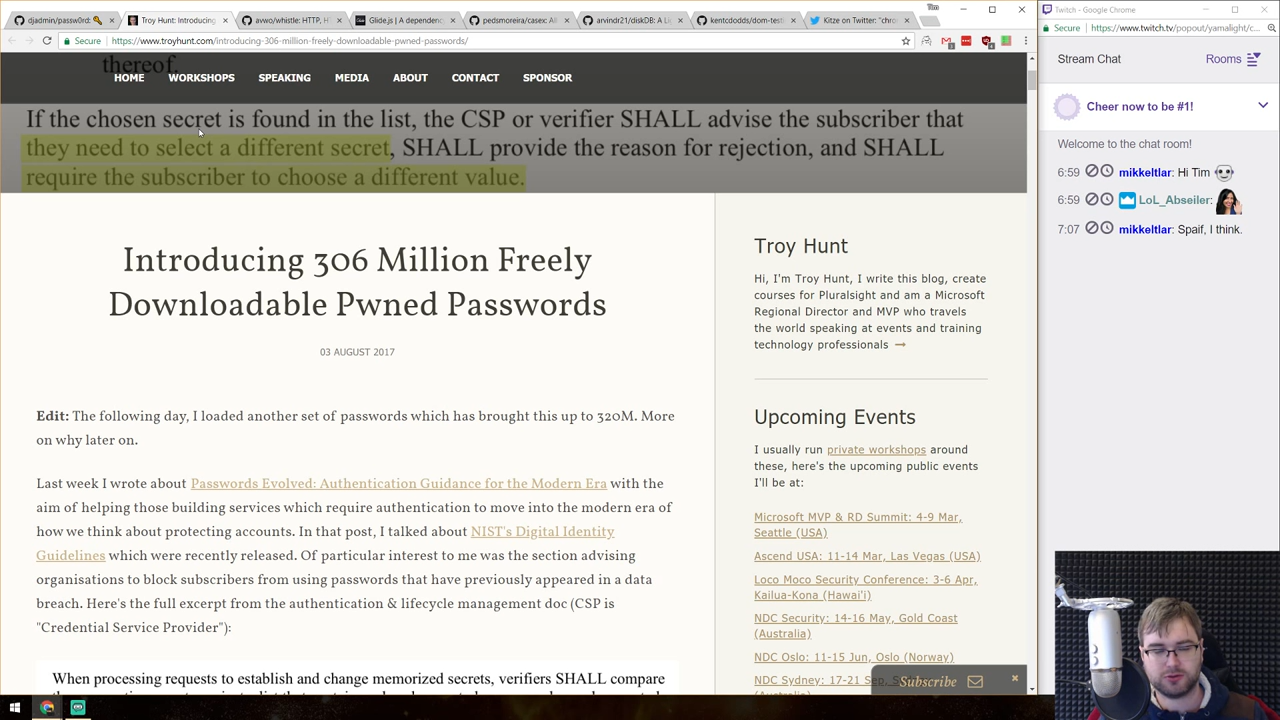 djadmin/passw0rd:
Troy Hunt: Introducing
avwo/whistle: HTTP, H
Glide.js | A dependenc
pedsmoreira/casex: A
arvindr21/diskDB: A Li
kentcdodds/dom-testi
Kitze on Twitter: "chro
Tim
Twitch - Google Chrome
Secure
https://www.troyhunt.com/introducing-306-million-freely-downloadable-pwned-passwords/
Secure
https://www.twitch.tv/popout/yamalight/c...
thereof.
HOME WORKSHOPS SPEAKING MEDIA ABOUT CONTACT SPONSOR
If the chosen secret is found in the list, the CSP or verifier SHALL advise the subscriber that
they need to select a different secret, SHALL provide the reason for rejection, and SHALL
require the subscriber to choose a different value.
Introducing 306 Million Freely
Downloadable Pwned Passwords
03 AUGUST 2017
Edit: The following day, I loaded another set of passwords which has brought this up to 320M. More
on why later on.
Last week I wrote about Passwords Evolved: Authentication Guidance for the Modern Era with the
aim of helping those building services which require authentication to move into the modern era of
how we think about protecting accounts. In that post, I talked about NIST's Digital Identity
Guidelines which were recently released. Of particular interest to me was the section advising
organisations to block subscribers from using passwords that have previously appeared in a data
breach. Here's the full excerpt from the authentication & lifecycle management doc (CSP is
"Credential Service Provider"):
When processing requests to establish and change memorized secrets, verifiers SHALL compare
Troy Hunt
Hi, I'm Troy Hunt, I write this blog, create
courses for Pluralsight and am a Microsoft
Regional Director and MVP who travels
the world speaking at events and training
technology professionals
Upcoming Events
I usually run private workshops around
these, here's the upcoming public events
I'll be at:
Microsoft MVP & RD Summit: 4-9 Mar,
Seattle (USA)
Ascend USA: 11-14 Mar, Las Vegas (USA)
Loco Moco Security Conference: 3-6 Apr,
Kailua-Kona (Hawai'i)
NDC Security: 14-16 May, Gold Coast
(Australia)
NDC Oslo: 11-15 Jun, Oslo (Norway)
NDC Sydney: 17-21 Sep,
Subscribe
Stream Chat
Rooms
Cheer now to be #1!
Welcome to the chat room!
6:59 mikkeltlar: Hi Tim
6:59 LoL_Abseiler:
7:07 mikkeltlar: Spaif, I think.